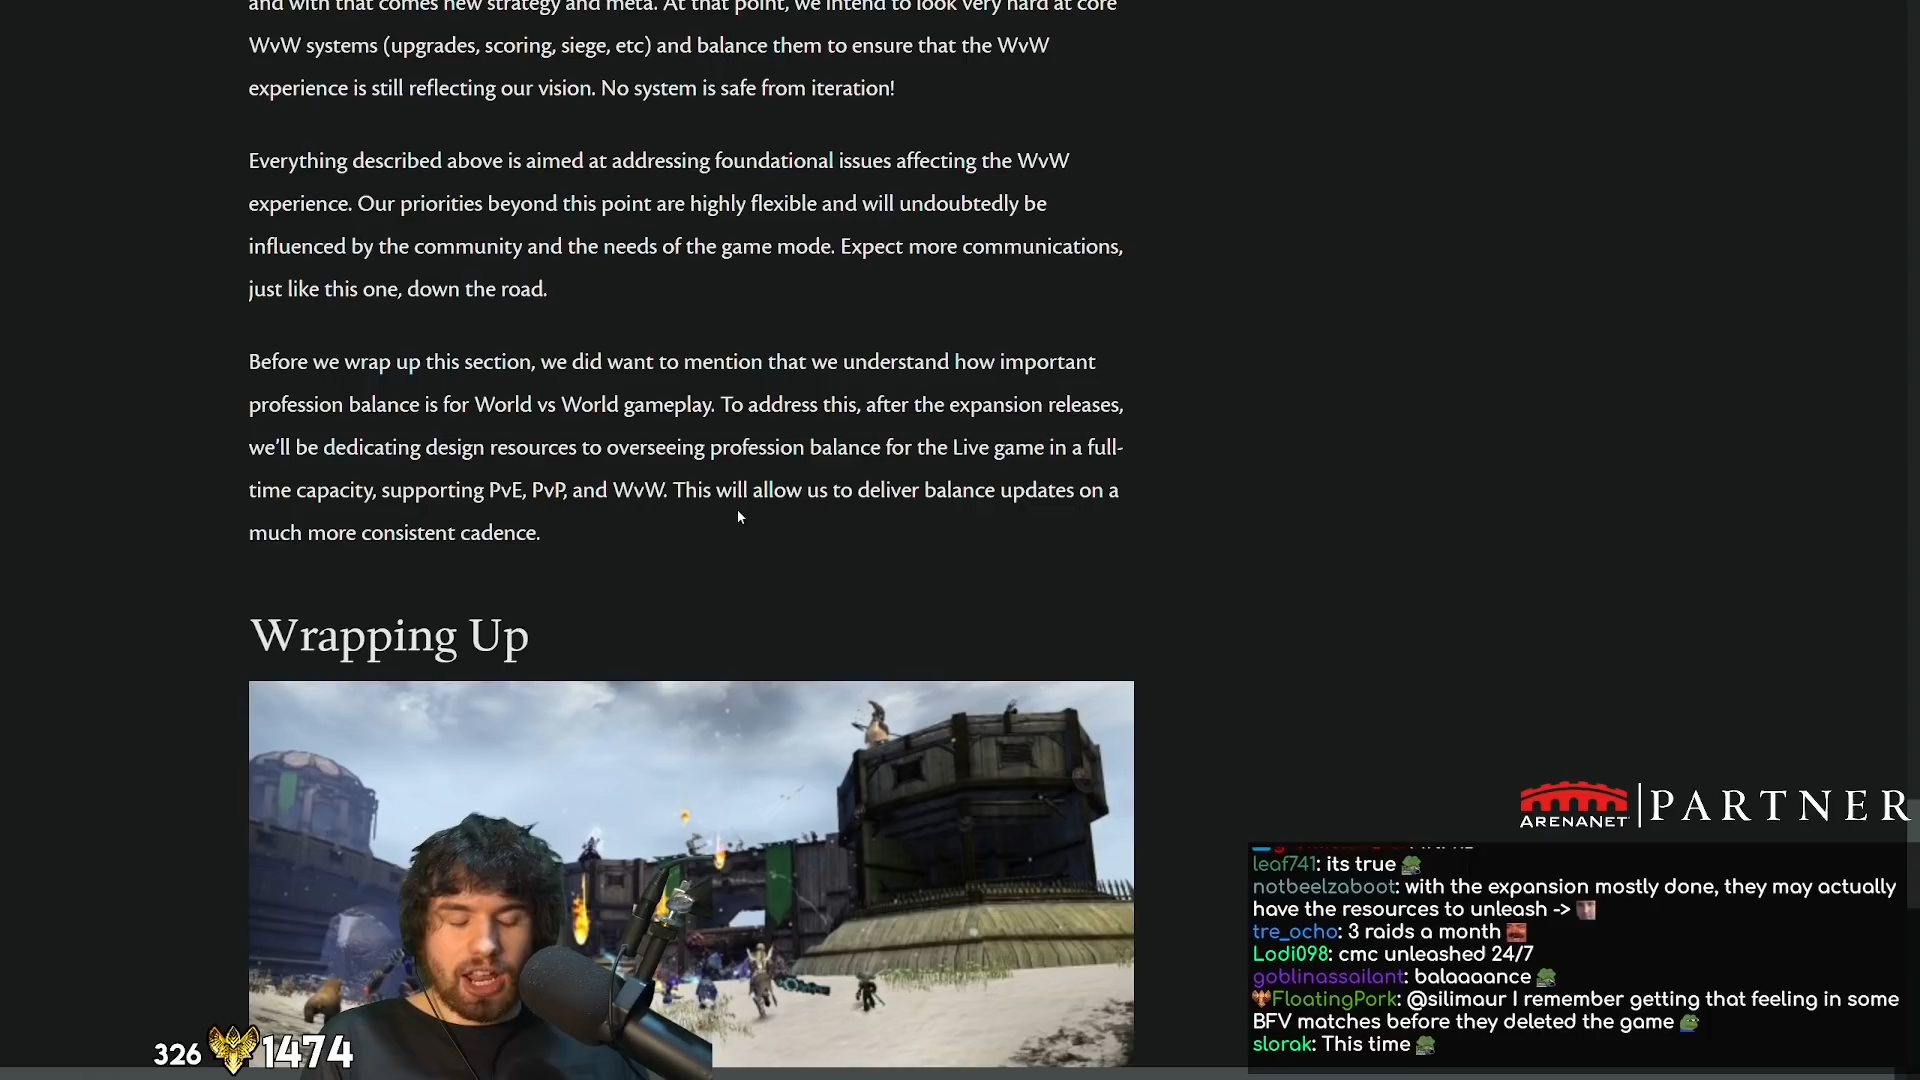 and with that comes new strategy and meta. At that point, we intend to look very hard at core
WvW systems (upgrades, scoring, siege, etc) and balance them to ensure that the WvW
experience is still reflecting our vision. No system is safe from iteration!
Everything described above is aimed at addressing foundational issues affecting the WvW
experience. Our priorities beyond this point are highly flexible and will undoubtedly be
influenced by the community and the needs of the game mode. Expect more communications,
just like this one, down the road.
Before we wrap up this section, we did want to mention that we understand how important
profession balance is for World vs World gameplay. To address this, after the expansion releases,
we'll be dedicating design resources to overseeing profession balance for the Live game in a full-
time capacity, supporting PvE, PvP, and WvW. This will allow us to deliver balance updates on a
much more consistent cadence.
Wrapping Up
ARENANET PARTNER
leaf741: its true
notbeelzaboot: with the expansion mostly done, they may actually
have the resources to unleash ->
tre_ocho: 3 raids a month
Lodi098: cmc unleashed 24/7
goblinassailant: balaaaance
FloatingPork: @silimaur I remember getting that feeling in some
BFV matches before they deleted the game
slorak: This time
326 1474